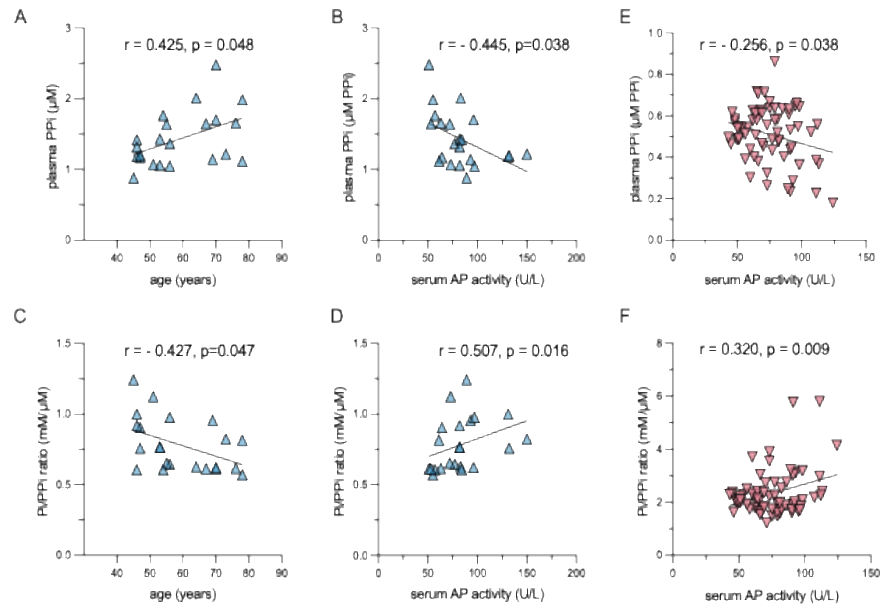 A
r = 0.425, p = 0.048
plasma PPi (µM)
3
2
1
0
40 50 60 70 80 90
age (years)
B
r = - 0.445, p=0.038
plasma PPi (µM PPi)
3
2
1
0
0 50 100 150 200
serum AP activity (U/L)
E
r = - 0.256, p = 0.038
plasma PPi (µM PPi)
1.0
0.8
0.6
0.4
0.2
0.0
0 50 100 150
serum AP activity (U/L)
C
r = - 0.427, p=0.047
Pi/PPi ratio (mM/µM)
1.5
1.0
0.5
0.0
40 50 60 70 80 90
age (years)
D
r = 0.507, p = 0.016
Pi/PPi ratio (mM/µM)
1.5
1.0
0.5
0.0
0 50 100 150 200
serum AP activity (U/L)
F
r = 0.320, p = 0.009
Pi/PPi ratio (mM/µM)
8
6
4
2
0
0 50 100 150
serum AP activity (U/L)